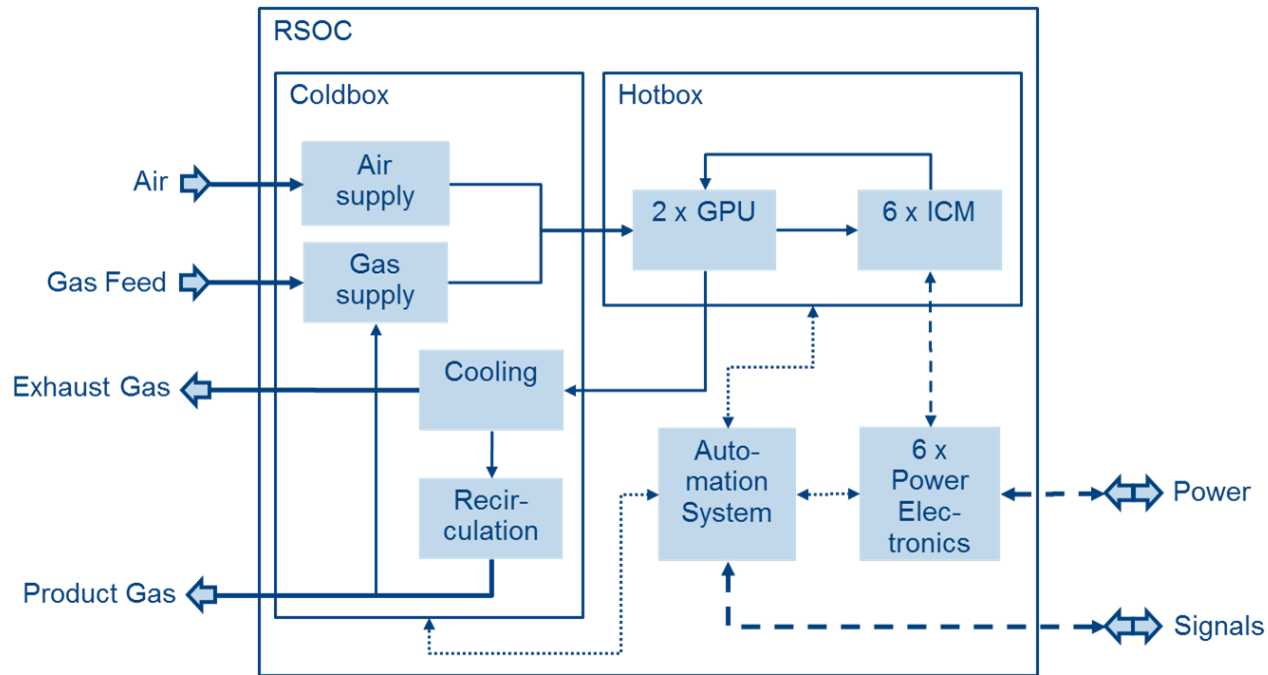 RSOC
Coldbox
Hotbox
Air
Air
supply
2 x GPU
6 x ICM
Gas Feed
Gas
supply
Exhaust Gas
Cooling
Auto-
mation
System
6 x
Power
Elec-
tronics
Recir-
culation
Power
Product Gas
Signals